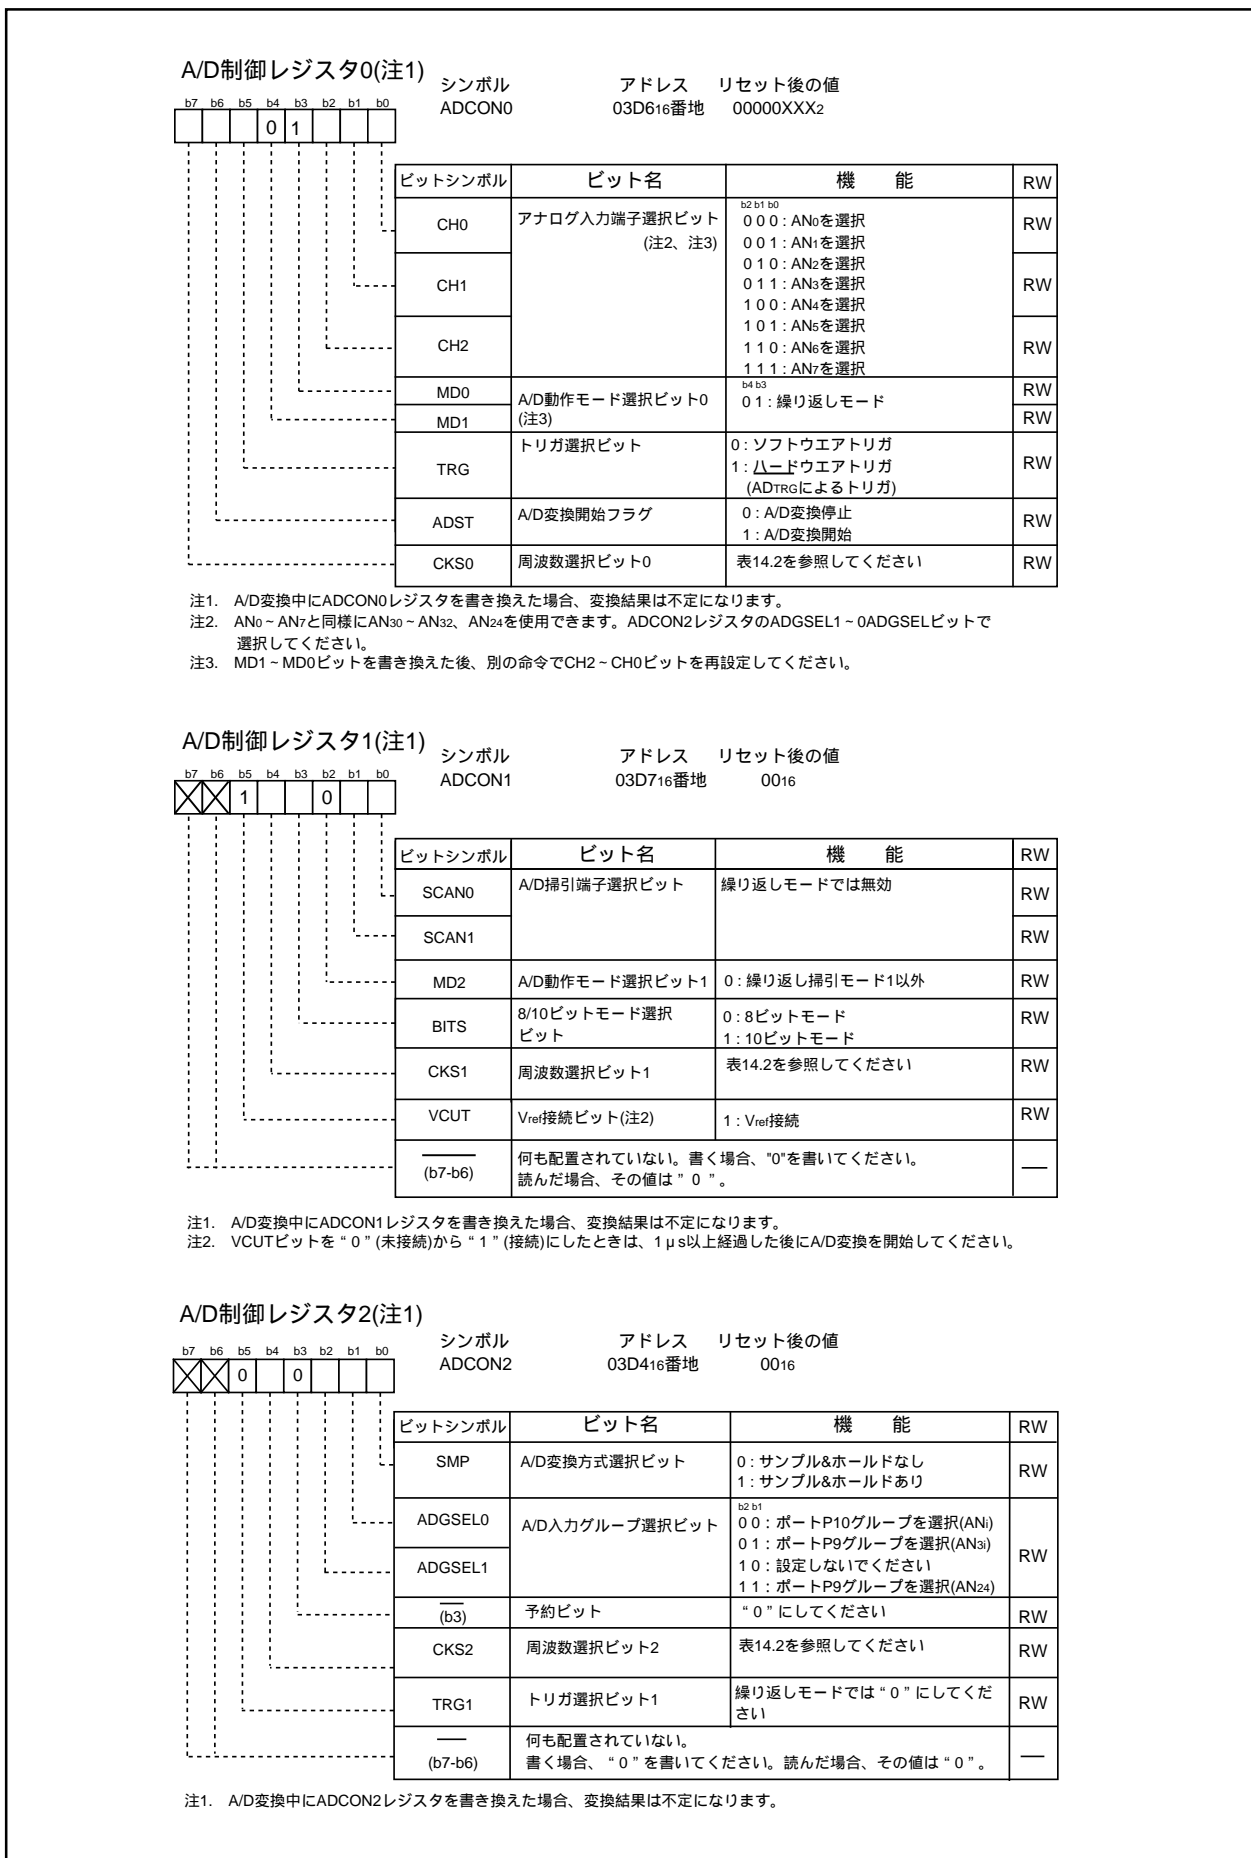 A/D制御レジスタ0(注1)
シンボル アドレス リセット後の値
ADCON0 03D616番地 00000XXX2
b7 b6 b5 b4 b3 b2 b1 b0
0 1
ビットシンボル ビット名 機 能 RW
CH0 アナログ入力端子選択ビット (注2、注3) RW
CH1 RW
CH2 RW
b2 b1 b0
0 0 0 : AN0を選択
0 0 1 : AN1を選択
0 1 0 : AN2を選択
0 1 1 : AN3を選択
1 0 0 : AN4を選択
1 0 1 : AN5を選択
1 1 0 : AN6を選択
1 1 1 : AN7を選択
MD0 A/D動作モード選択ビット0 RW
MD1 (注3) RW
b4 b3
0 1 : 繰り返しモード
TRG トリガ選択ビット 0 : ソフトウエアトリガ RW
1 : ハードウエアトリガ
(ADTRGによるトリガ)
ADST A/D変換開始フラグ 0 : A/D変換停止 RW
1 : A/D変換開始
CKS0 周波数選択ビット0 表14.2を参照してください RW
注1. A/D変換中にADCON0レジスタを書き換えた場合、変換結果は不定になります。
注2. AN0 ~ AN7と同様にAN30 ~ AN32、AN24を使用できます。ADCON2レジスタのADGSEL1 ~ 0ADGSELビットで
選択してください。
注3. MD1 ~ MD0ビットを書き換えた後、別の命令でCH2 ~ CH0ビットを再設定してください。
A/D制御レジスタ1(注1)
シンボル アドレス リセット後の値
ADCON1 03D716番地 0016
b7 b6 b5 b4 b3 b2 b1 b0
1 0
ビットシンボル ビット名 機 能 RW
SCAN0 A/D掃引端子選択ビット 繰り返しモードでは無効 RW
SCAN1 RW
MD2 A/D動作モード選択ビット1 0 : 繰り返し掃引モード1以外 RW
BITS 8/10ビットモード選択 0 : 8ビットモード RW
ビット 1 : 10ビットモード
CKS1 周波数選択ビット1 表14.2を参照してください RW
VCUT Vref接続ビット(注2) 1 : Vref接続 RW
(b7-b6) 何も配置されていない。書く場合、"0"を書いてください。 —
読んだ場合、その値は ” 0 ” 。
注1. A/D変換中にADCON1レジスタを書き換えた場合、変換結果は不定になります。
注2. VCUTビットを “ 0 ” (未接続)から “ 1 ” (接続)にしたときは、1 μ s以上経過した後にA/D変換を開始してください。
A/D制御レジスタ2(注1)
シンボル アドレス リセット後の値
ADCON2 03D416番地 0016
b7 b6 b5 b4 b3 b2 b1 b0
0 0
ビットシンボル ビット名 機 能 RW
SMP A/D変換方式選択ビット 0 : サンプル&ホールドなし RW
1 : サンプル&ホールドあり
ADGSEL0 A/D入力グループ選択ビット RW
ADGSEL1
b2 b1
0 0 : ポートP10グループを選択(ANi)
0 1 : ポートP9グループを選択(AN3i)
1 0 : 設定しないでください
1 1 : ポートP9グループを選択(AN24)
(b3) 予約ビット “ 0 ” にしてください RW
CKS2 周波数選択ビット2 表14.2を参照してください RW
TRG1 トリガ選択ビット1 繰り返しモードでは “ 0 ” にしてくだ RW
さい
(b7-b6) 何も配置されていない。 —
書く場合、 “ 0 ” を書いてください。読んだ場合、その値は “ 0 ” 。
注1. A/D変換中にADCON2レジスタを書き換えた場合、変換結果は不定になります。